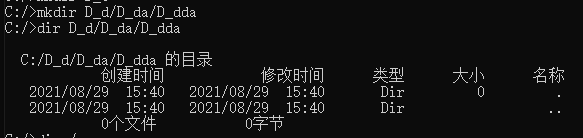 C:/>mkdir D_d/D_da/D_dda
C:/>dir D_d/D_da/D_dda
C:/D_d/D_da/D_dda 的目录
创建时间 修改时间 类型 大小 名称
2021/08/29 15:40 2021/08/29 15:40 Dir 0 .
2021/08/29 15:40 2021/08/29 15:40 Dir ..
0个文件 0字节